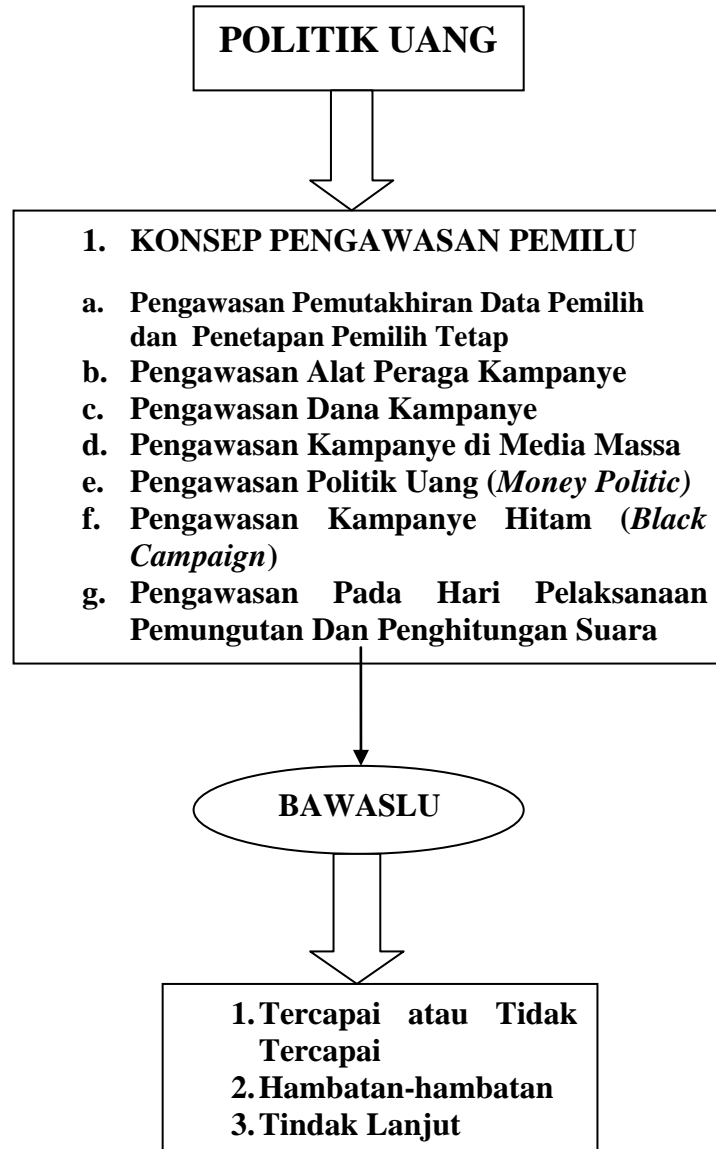 POLITIK UANG
1. KONSEP PENGAWASAN PEMILU
a. Pengawasan Pemutakhiran Data Pemilih
dan Penetapan Pemilih Tetap
b. Pengawasan Alat Peraga Kampanye
c. Pengawasan Dana Kampanye
d. Pengawasan Kampanye di Media Massa
e. Pengawasan Politik Uang (Money Politic)
f. Pengawasan Kampanye Hitam (Black
Campaign)
g. Pengawasan Pada Hari Pelaksanaan
Pemungutan Dan Penghitungan Suara
BAWASLU
1. Tercapai atau Tidak
Tercapai
2. Hambatan-hambatan
3. Tindak Lanjut